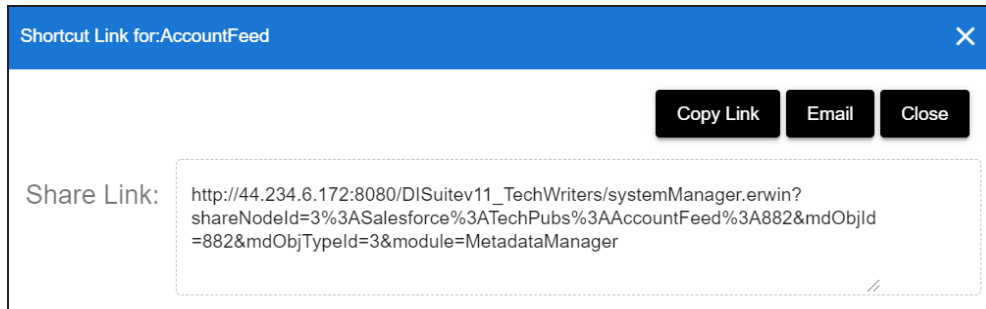 Shortcut Link for:AccountFeed
Copy Link Email Close
Share Link:
http://44.234.6.172:8080/DISuitev11_TechWriters/systemManager.erwin?
shareNodeId=3%3ASalesforce%3ATechPubs%3AAccountFeed%3A882&mdObjId
=882&mdObjTypeId=3&module=MetadataManager